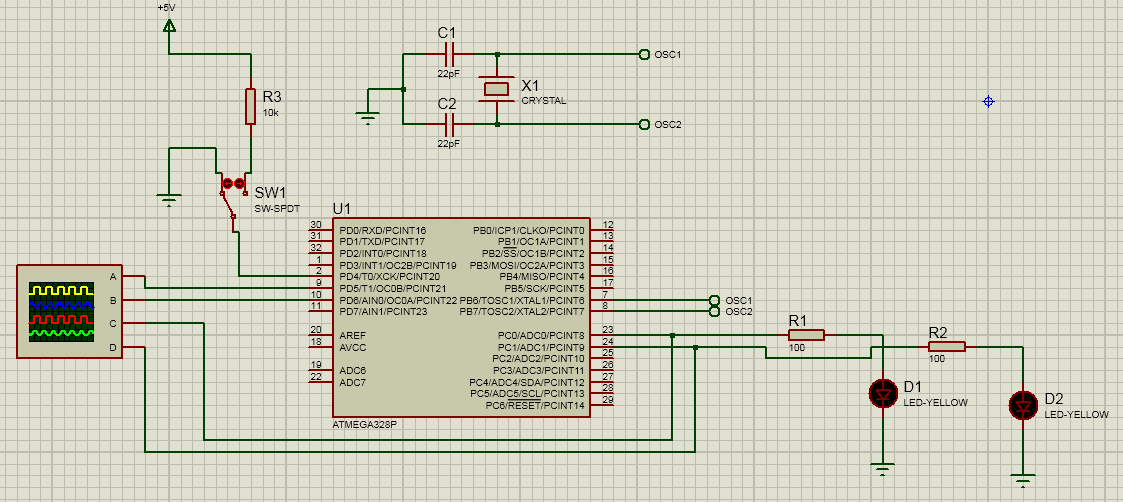 +5V
C1
22pF
OSC1
X1
CRYSTAL
R3
10k
C2
22pF
OSC2
SW1
SW-SPDT
U1
30 PD0/RXD/PCINT16 PB0/ICP1/CLKO/PCINT0 12
31 PD1/TXD/PCINT17 PB1/OC1A/PCINT1 13
32 PD2/INT0/PCINT18 PB2/SS/OC1B/PCINT2 14
1 PD3/INT1/OC2B/PCINT19 PB3/MOSI/OC2A/PCINT3 15
2 PD4/T0/XCK/PCINT20 PB4/MISO/PCINT4 16
9 PD5/T1/OC0B/PCINT21 PB5/SCK/PCINT5 17
10 PD6/AIN0/OC0A/PCINT22 PB6/TOSC1/XTAL1/PCINT6 7
11 PD7/AIN1/PCINT23 PB7/TOSC2/XTAL2/PCINT7 8
A
B
C
D
OSC1
OSC2
20 AREF PC0/ADC0/PCINT8 23
18 AVCC PC1/ADC1/PCINT9 24
PC2/ADC2/PCINT10 25
19 ADC6 PC3/ADC3/PCINT11 26
22 ADC7 PC4/ADC4/SDA/PCINT12 27
PC5/ADC5/SCL/PCINT13 28
PC6/RESET/PCINT14 29
ATMEGA328P
R1
100
R2
100
D1
LED-YELLOW
D2
LED-YELLOW